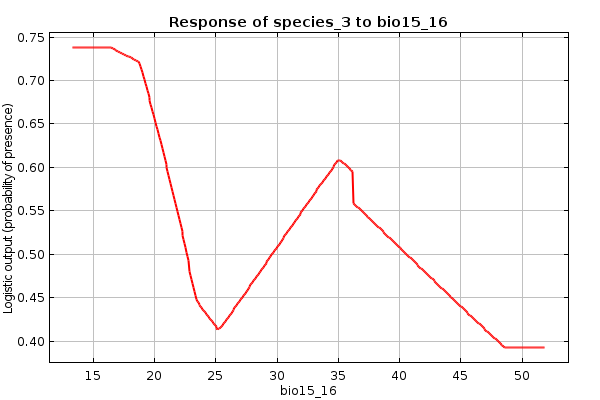 Response of species_3 to bio15_16
Logistic output (probability of presence)
0.75
0.70
0.65
0.60
0.55
0.50
0.45
0.40
15 20 25 30 35 40 45 50
bio15_16